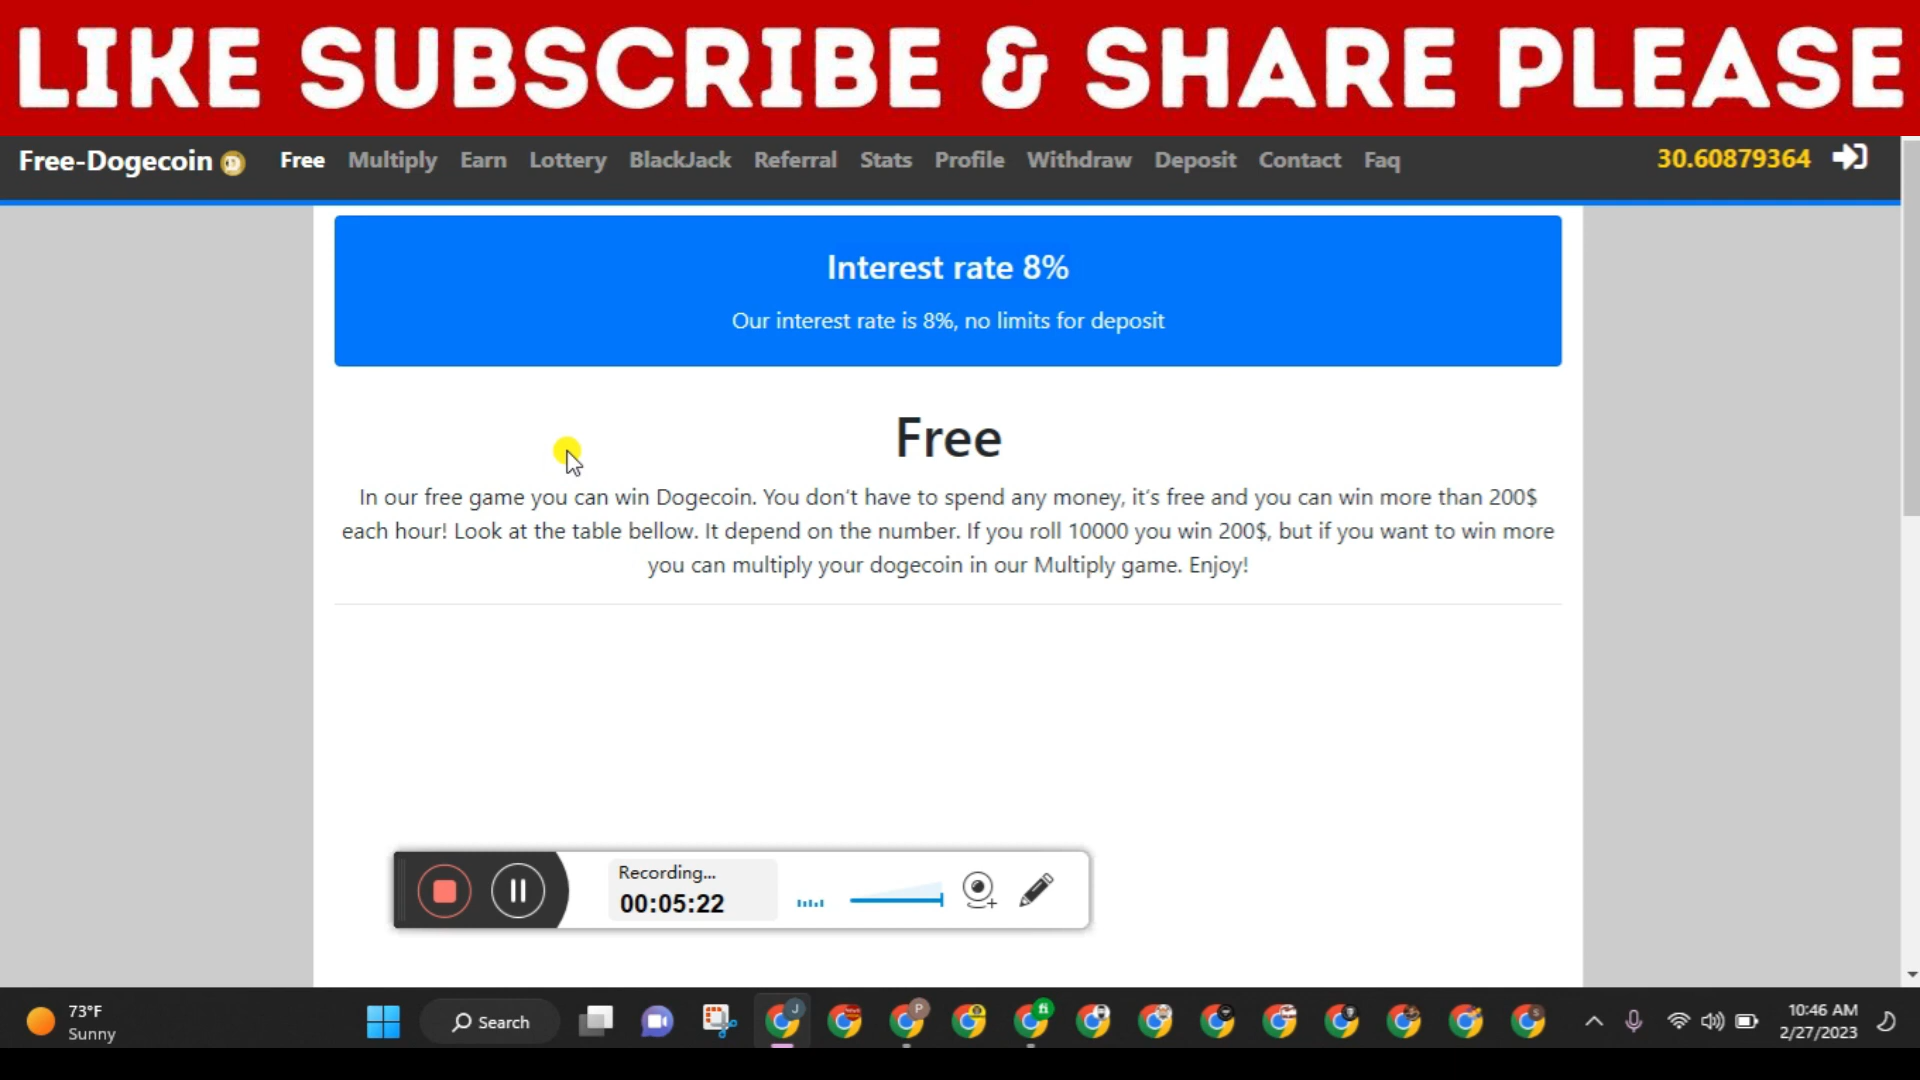 LIKE SUBSCRIBE & SHARE PLEASE
Free-Dogecoin Free Multiply Earn Lottery BlackJack Referral Stats Profile Withdraw Deposit Contact Faq 30.60879364
Interest rate 8%
Our interest rate is 8%, no limits for deposit
Free
In our free game you can win Dogecoin. You don't have to spend any money, it's free and you can win more than 200$
each hour! Look at the table bellow. It depend on the number. If you roll 10000 you win 200$, but if you want to win more
you can multiply your dogecoin in our Multiply game. Enjoy!
Recording...
00:05:22
73°F
Sunny
Search
10:46 AM
2/27/2023